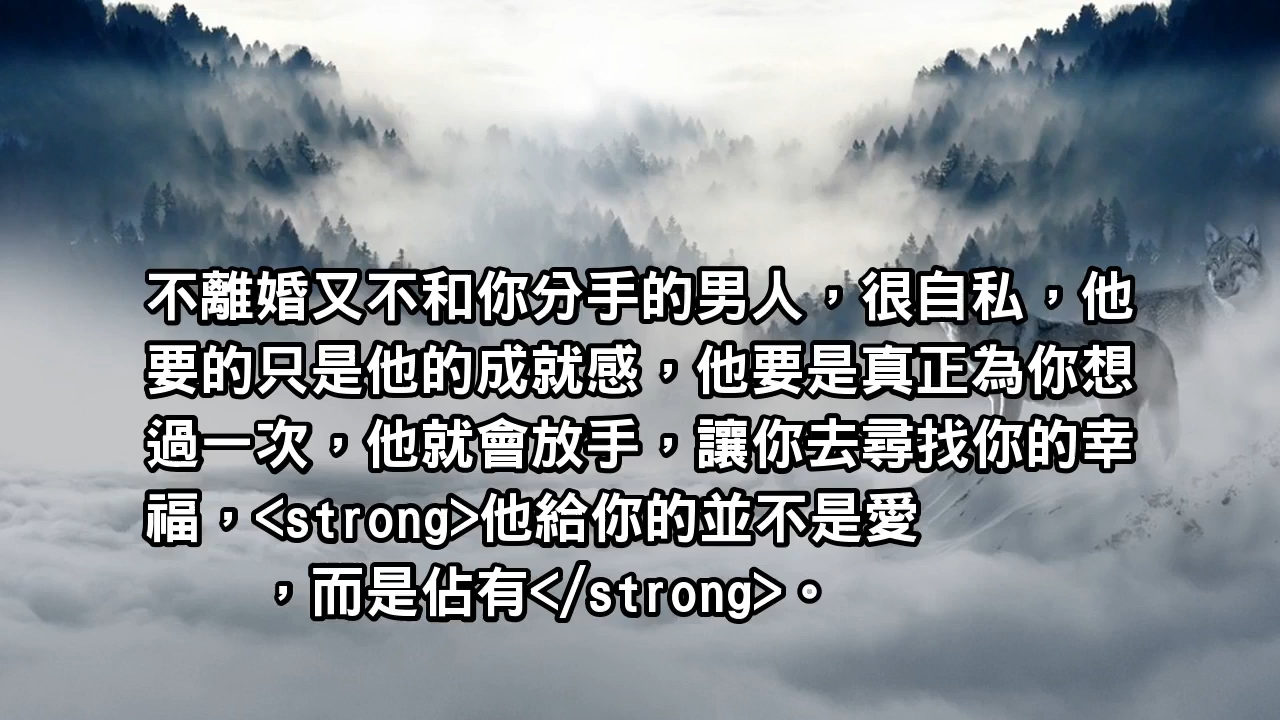 不離婚又不和你分手的男人，很自私，他
要的只是他的成就感，他要是真正為你想
過一次，他就會放手，讓你去尋找你的幸
福，<strong>他給你的並不是愛
，而是佔有</strong>。